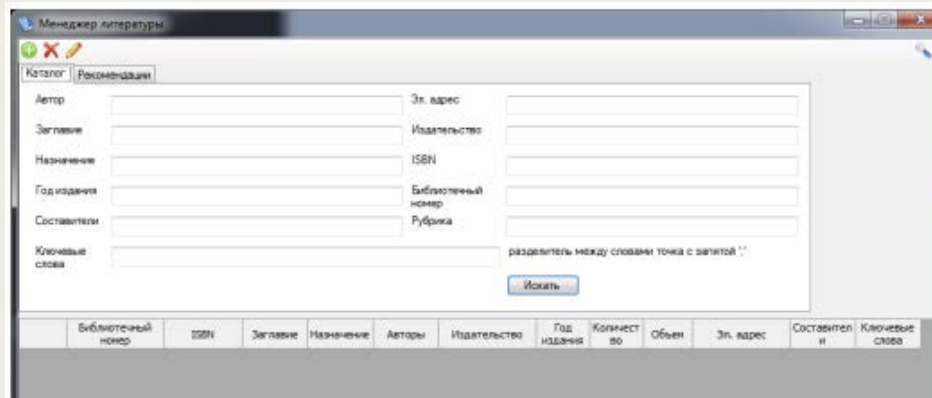 Менеджер литературы
Каталог Рекомендации
Автор
Эл. адрес
Заглавие
Издательство
Назначение
ISBN
Год издания
Библиотечный
номер
Составители
Рубрика
Ключевые
слова
разделитель между словами точка с запятой ';'
Искать
Библиотечный
номер
ISBN
Заглавие
Назначение
Авторы
Издательство
Год
издания
Количест
во
Объем
Эл. адрес
Составител
и
Ключевые
слова